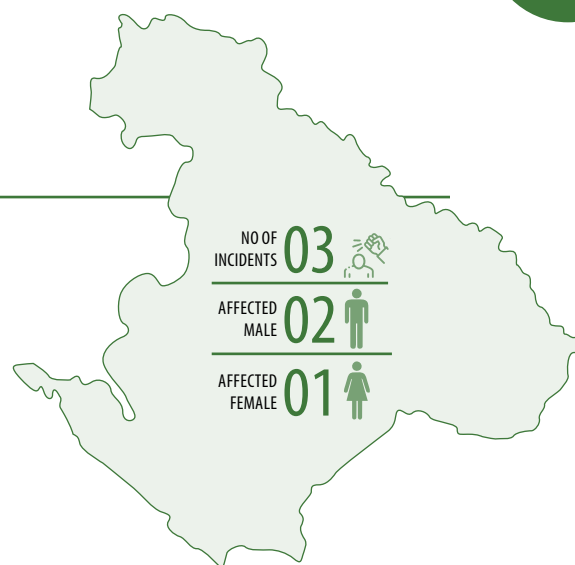 NO OF
INCIDENTS 03
AFFECTED
MALE 02
AFFECTED
FEMALE 01